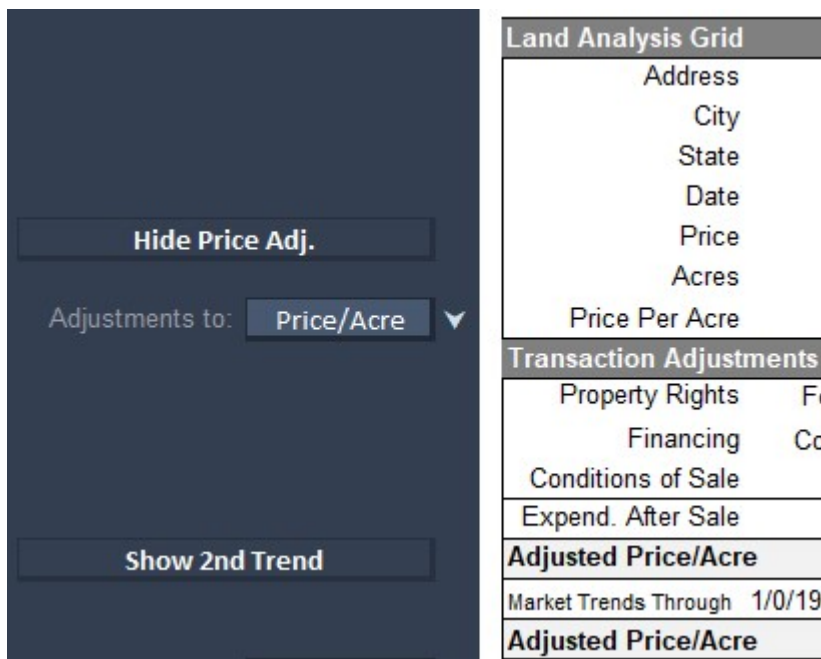 Hide Price Adj.
Adjustments to: Price/Acre
Show 2nd Trend
Land Analysis Grid
Address
City
State
Date
Price
Acres
Price Per Acre
Transaction Adjustments
Property Rights
Financing
Conditions of Sale
Expend. After Sale
Adjusted Price/Acre
Market Trends Through 1/0/19
Adjusted Price/Acre